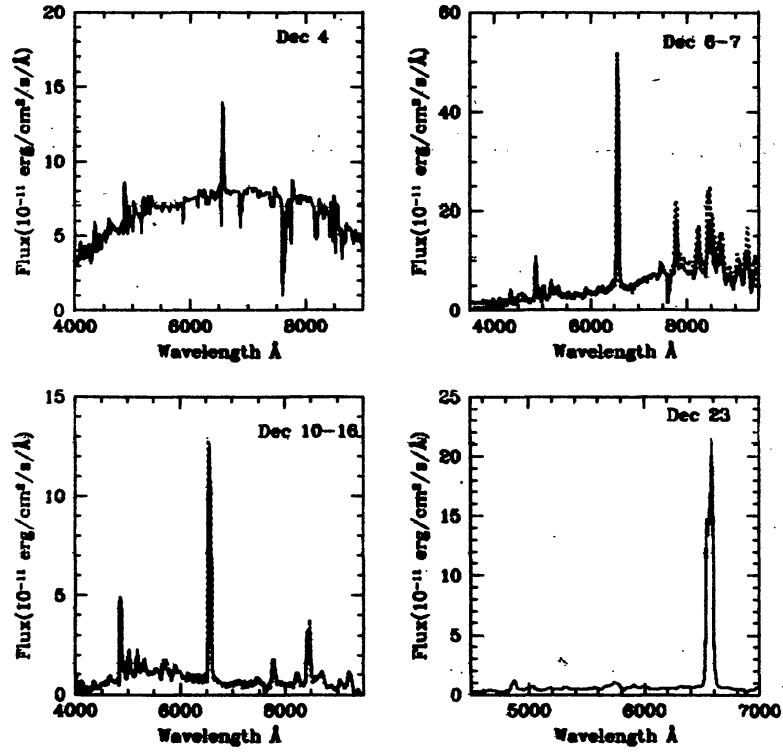 20
15
10
5
0
Dec 4
Flux(10⁻¹¹ erg/cm²/s/Å)
4000 6000 8000
Wavelength Å
60
40
20
0
Dec 6-7
Flux(10⁻¹¹ erg/cm²/s/Å)
4000 6000 8000
Wavelength Å
15
10
5
0
Dec 10-16
Flux(10⁻¹¹ erg/cm²/s/Å)
4000 6000 8000
Wavelength Å
25
20
15
10
5
0
Dec 23
Flux(10⁻¹¹ erg/cm²/s/Å)
5000 6000 7000
Wavelength Å